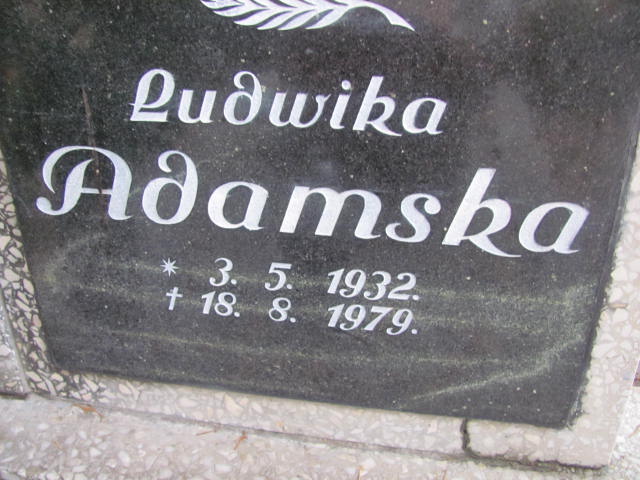 Ludwika
Adamska
* 3. 5. 1932.
† 18. 8. 1979.